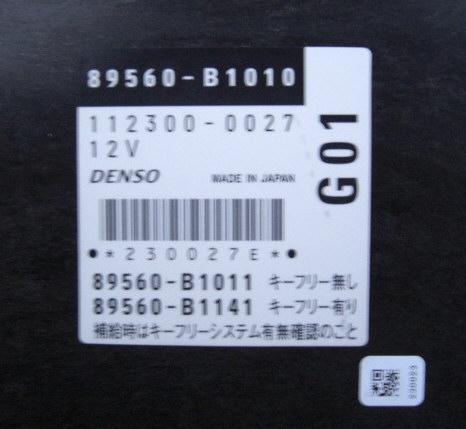 89560-B1010
112300-0027
12V
DENSO MADE IN JAPAN
G01
*230027E*
89560-B1011 キーフリー無し
89560-B1141 キーフリー有り
補給時はキーフリーシステム有無確認のこと